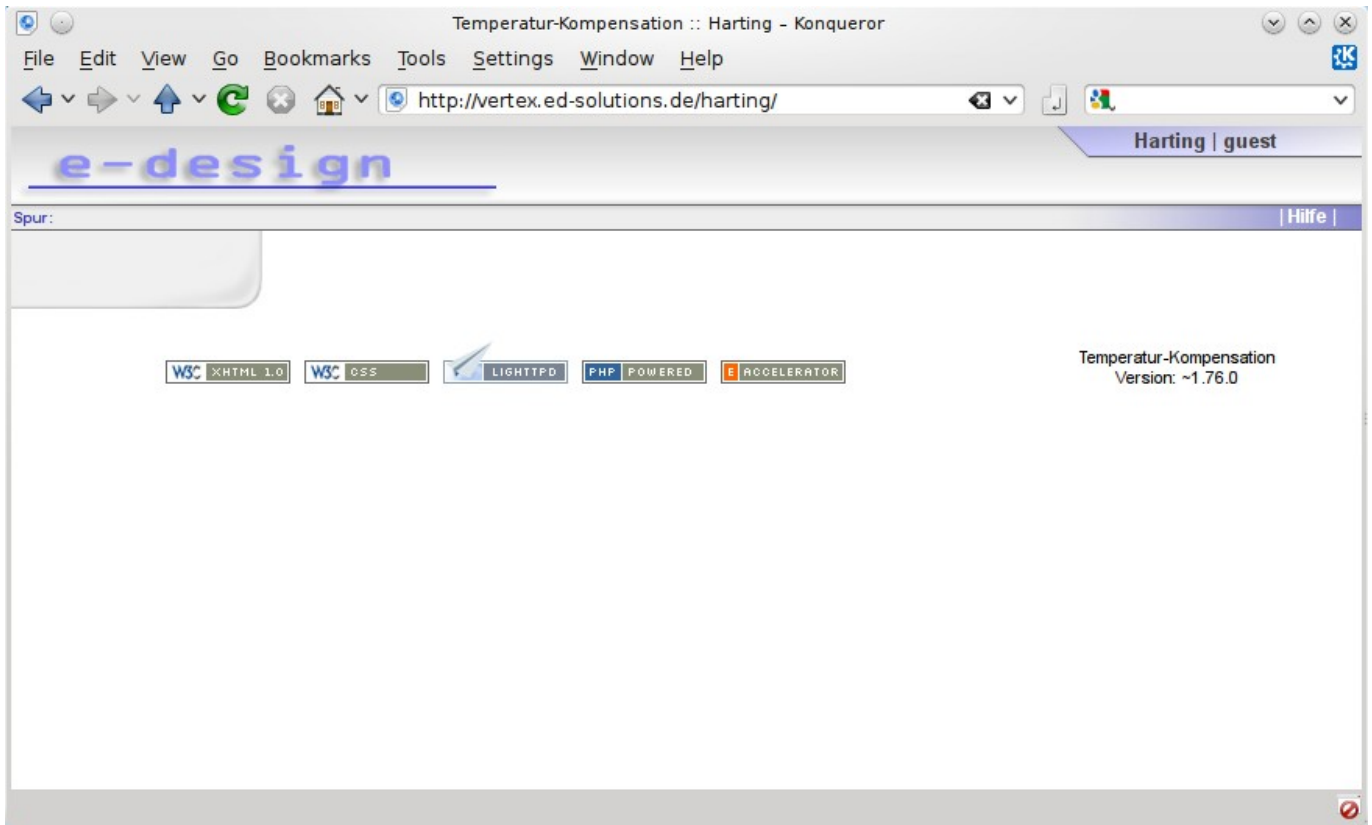 Temperatur-Kompensation :: Harting – Konqueror
File Edit View Go Bookmarks Tools Settings Window Help
http://vertex.ed-solutions.de/harting/
Harting | guest
e-design
Spur:
| Hilfe |
W3C XHTML 1.0 W3C CSS LIGHTTPD PHP POWERED E ACCELERATOR
Temperatur-Kompensation
Version: ~1.76.0